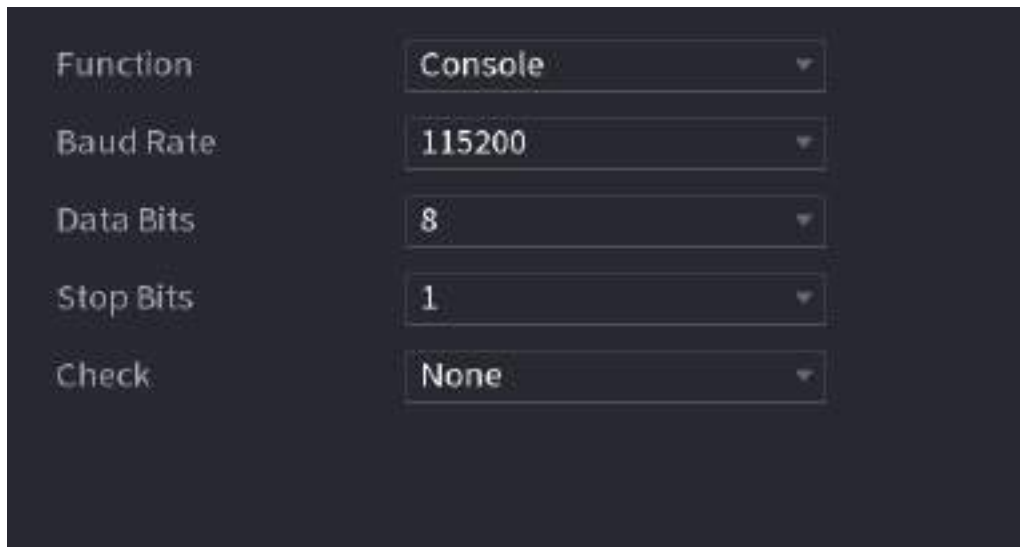 Function Console
Baud Rate 115200
Data Bits 8
Stop Bits 1
Check None